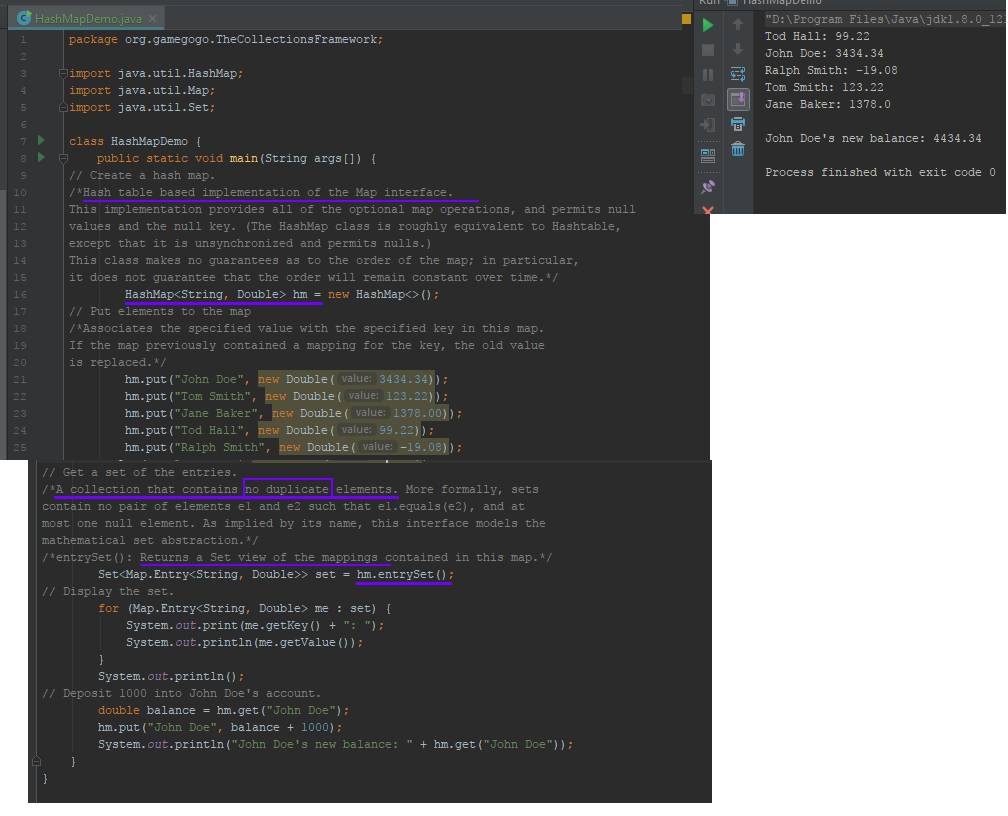 HashMapDemo.java
package org.gamegogo.TheCollectionsFramework;
import java.util.HashMap;
import java.util.Map;
import java.util.Set;
class HashMapDemo {
public static void main(String args[]) {
// Create a hash map.
/*Hash table based implementation of the Map interface.
This implementation provides all of the optional map operations, and permits null
values and the null key. (The HashMap class is roughly equivalent to Hashtable,
except that it is unsynchronized and permits nulls.)
This class makes no guarantees as to the order of the map; in particular,
it does not guarantee that the order will remain constant over time.*/
HashMap<String, Double> hm = new HashMap<>();
// Put elements to the map
/*Associates the specified value with the specified key in this map.
If the map previously contained a mapping for the key, the old value
is replaced.*/
hm.put("John Doe", new Double( value: 3434.34));
hm.put("Tom Smith", new Double( value: 123.22));
hm.put("Jane Baker", new Double( value: 1378.00));
hm.put("Tod Hall", new Double( value: 99.22));
hm.put("Ralph Smith", new Double( value: -19.08));
// Get a set of the entries.
/*A collection that contains no duplicate elements. More formally, sets
contain no pair of elements e1 and e2 such that e1.equals(e2), and at
most one null element. As implied by its name, this interface models the
mathematical set abstraction.*/
/*entrySet(): Returns a Set view of the mappings contained in this map.*/
Set<Map.Entry<String, Double>> set = hm.entrySet();
// Display the set.
for (Map.Entry<String, Double> me : set) {
System.out.print(me.getKey() + ": ");
System.out.println(me.getValue());
}
System.out.println();
// Deposit 1000 into John Doe's account.
double balance = hm.get("John Doe");
hm.put("John Doe", balance + 1000);
System.out.println("John Doe's new balance: " + hm.get("John Doe"));
}
}
Run HashMapDemo
"D:\Program Files\Java\jdk1.8.0_12
Tod Hall: 99.22
John Doe: 3434.34
Ralph Smith: -19.08
Tom Smith: 123.22
Jane Baker: 1378.0
John Doe's new balance: 4434.34
Process finished with exit code 0
1
2
3
4
5
6
7
8
9
10
11
12
13
14
15
16
17
18
19
20
21
22
23
24
25